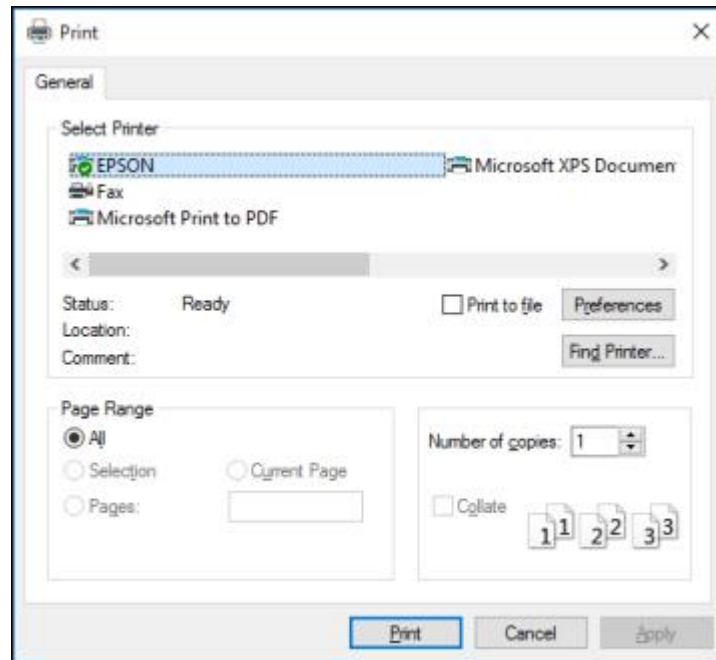 Print
General
Select Printer
EPSON
Microsoft XPS Documen
Fax
Microsoft Print to PDF
Status: Ready
Print to file
Preferences
Location:
Comment:
Find Printer...
Page Range
All
Selection
Current Page
Pages:
Number of copies: 1
Collate
1 1 2 2 3 3
Print
Cancel
Apply